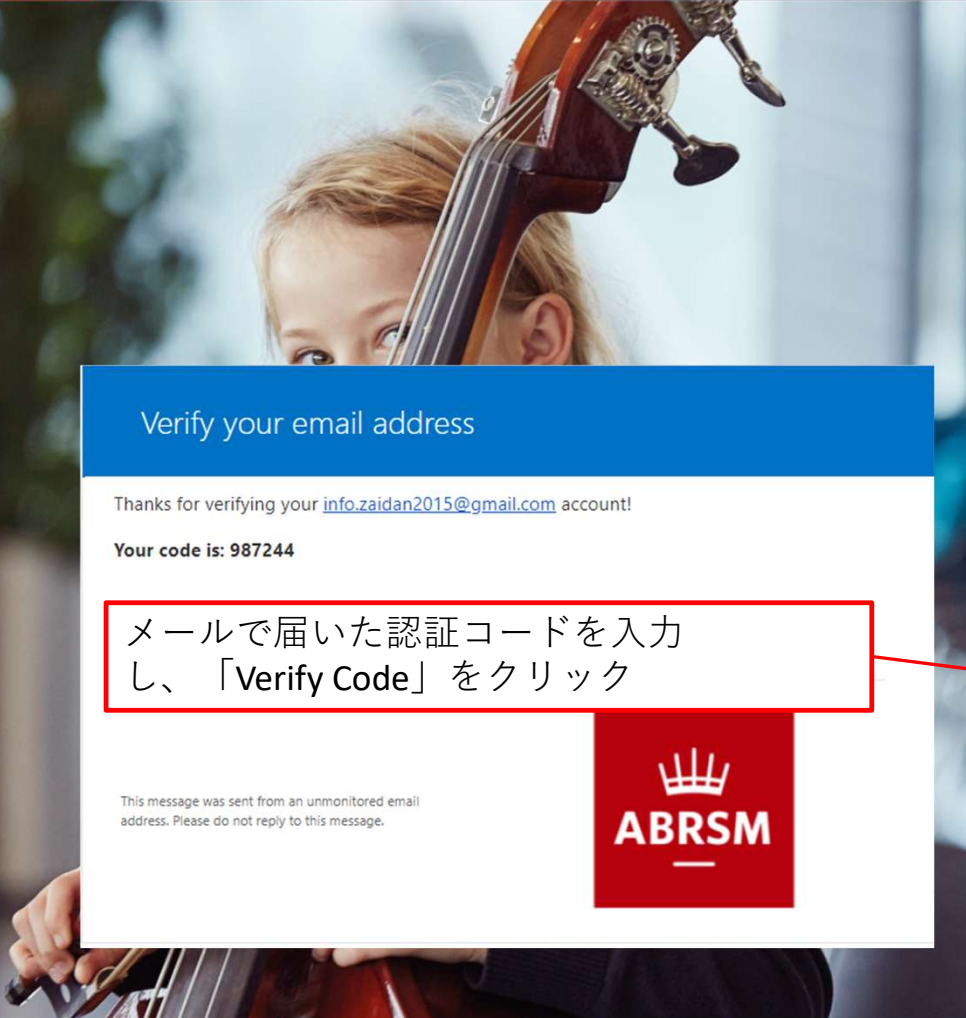 Verify your email address
Thanks for verifying your info.zaidan2015@gmail.com account!
Your code is: 987244
メールで届いた認証コードを入力
し、「Verify Code」をクリック
This message was sent from an unmonitored email
address. Please do not reply to this message.
ABRSM